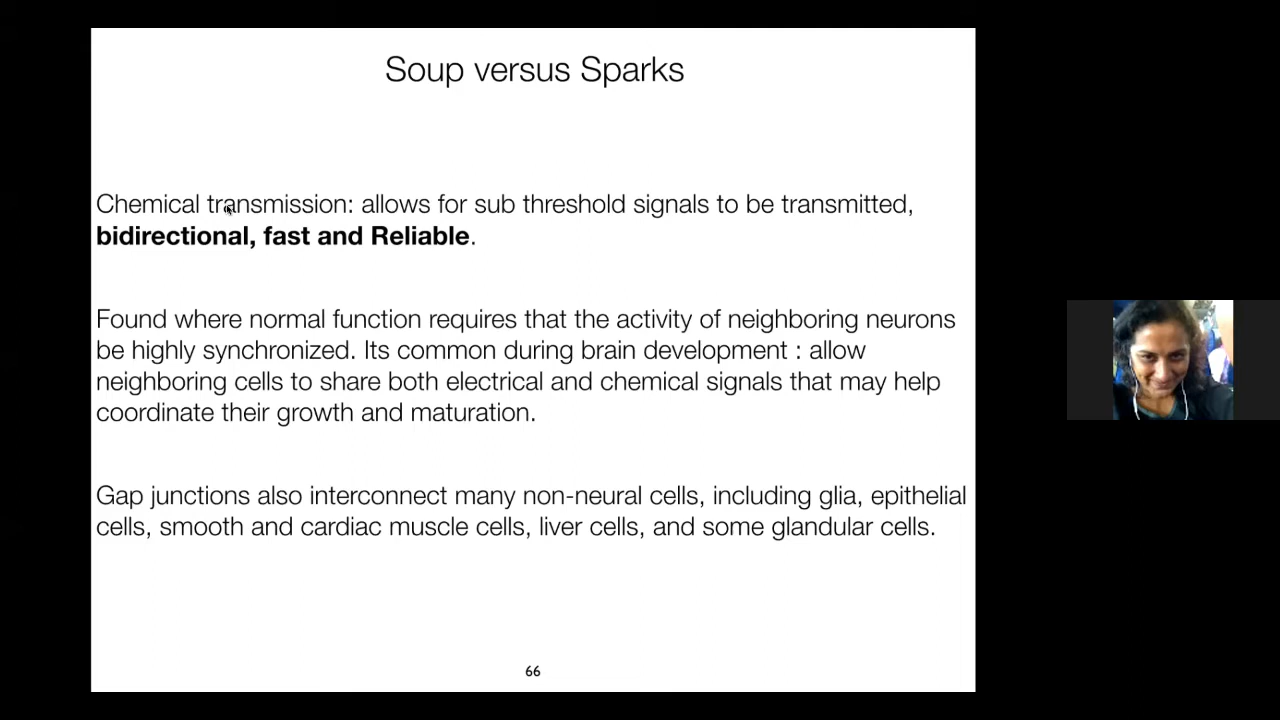 Soup versus Sparks
Chemical transmission: allows for sub threshold signals to be transmitted,
bidirectional, fast and Reliable.
Found where normal function requires that the activity of neighboring neurons
be highly synchronized. Its common during brain development : allow
neighboring cells to share both electrical and chemical signals that may help
coordinate their growth and maturation.
Gap junctions also interconnect many non-neural cells, including glia, epithelial
cells, smooth and cardiac muscle cells, liver cells, and some glandular cells.
66